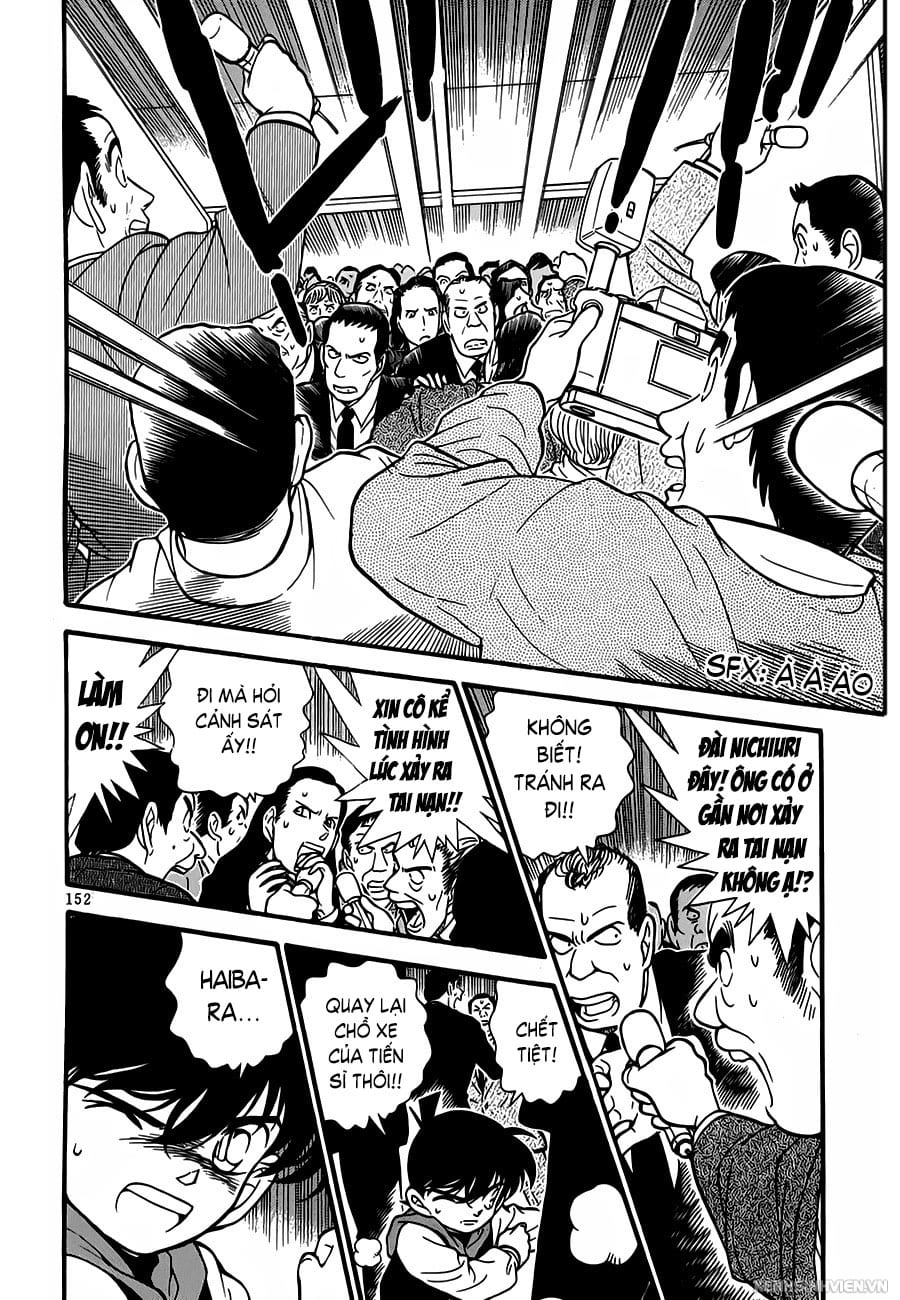 SFX: À À ÀO
ĐÀI NICHIURI
ĐÂY! ÔNG CÓ Ở
GẦN NƠI XẢY
RA TAI NẠN
KHÔNG Ạ!?
KHÔNG
BIẾT!
TRÁNH RA
ĐI!!
XIN CÔ KỂ
TÌNH HÌNH
LÚC XẢY RA
TAI NẠN!!
ĐI MÀ HỎI
CẢNH SÁT
ẤY!!
LÀM
ƠN!!
152
CHẾT
TIỆT!
QUAY LẠI
CHỔ XE
CỦA TIẾN
SĨ THÔI!!
HAIBA-
RA...